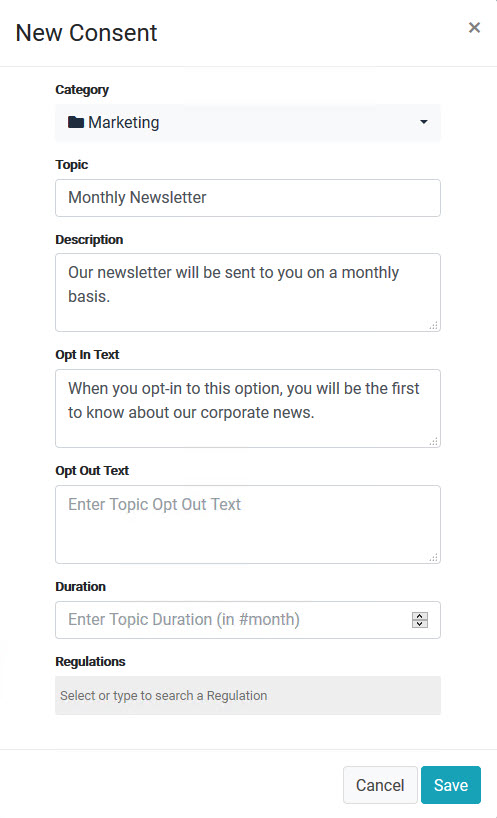 New Consent
×
Category
Marketing
Topic
Monthly Newsletter
Description
Our newsletter will be sent to you on a monthly
basis.
Opt In Text
When you opt-in to this option, you will be the first
to know about our corporate news.
Opt Out Text
Enter Topic Opt Out Text
Duration
Enter Topic Duration (in #month)
Regulations
Select or type to search a Regulation
Cancel
Save